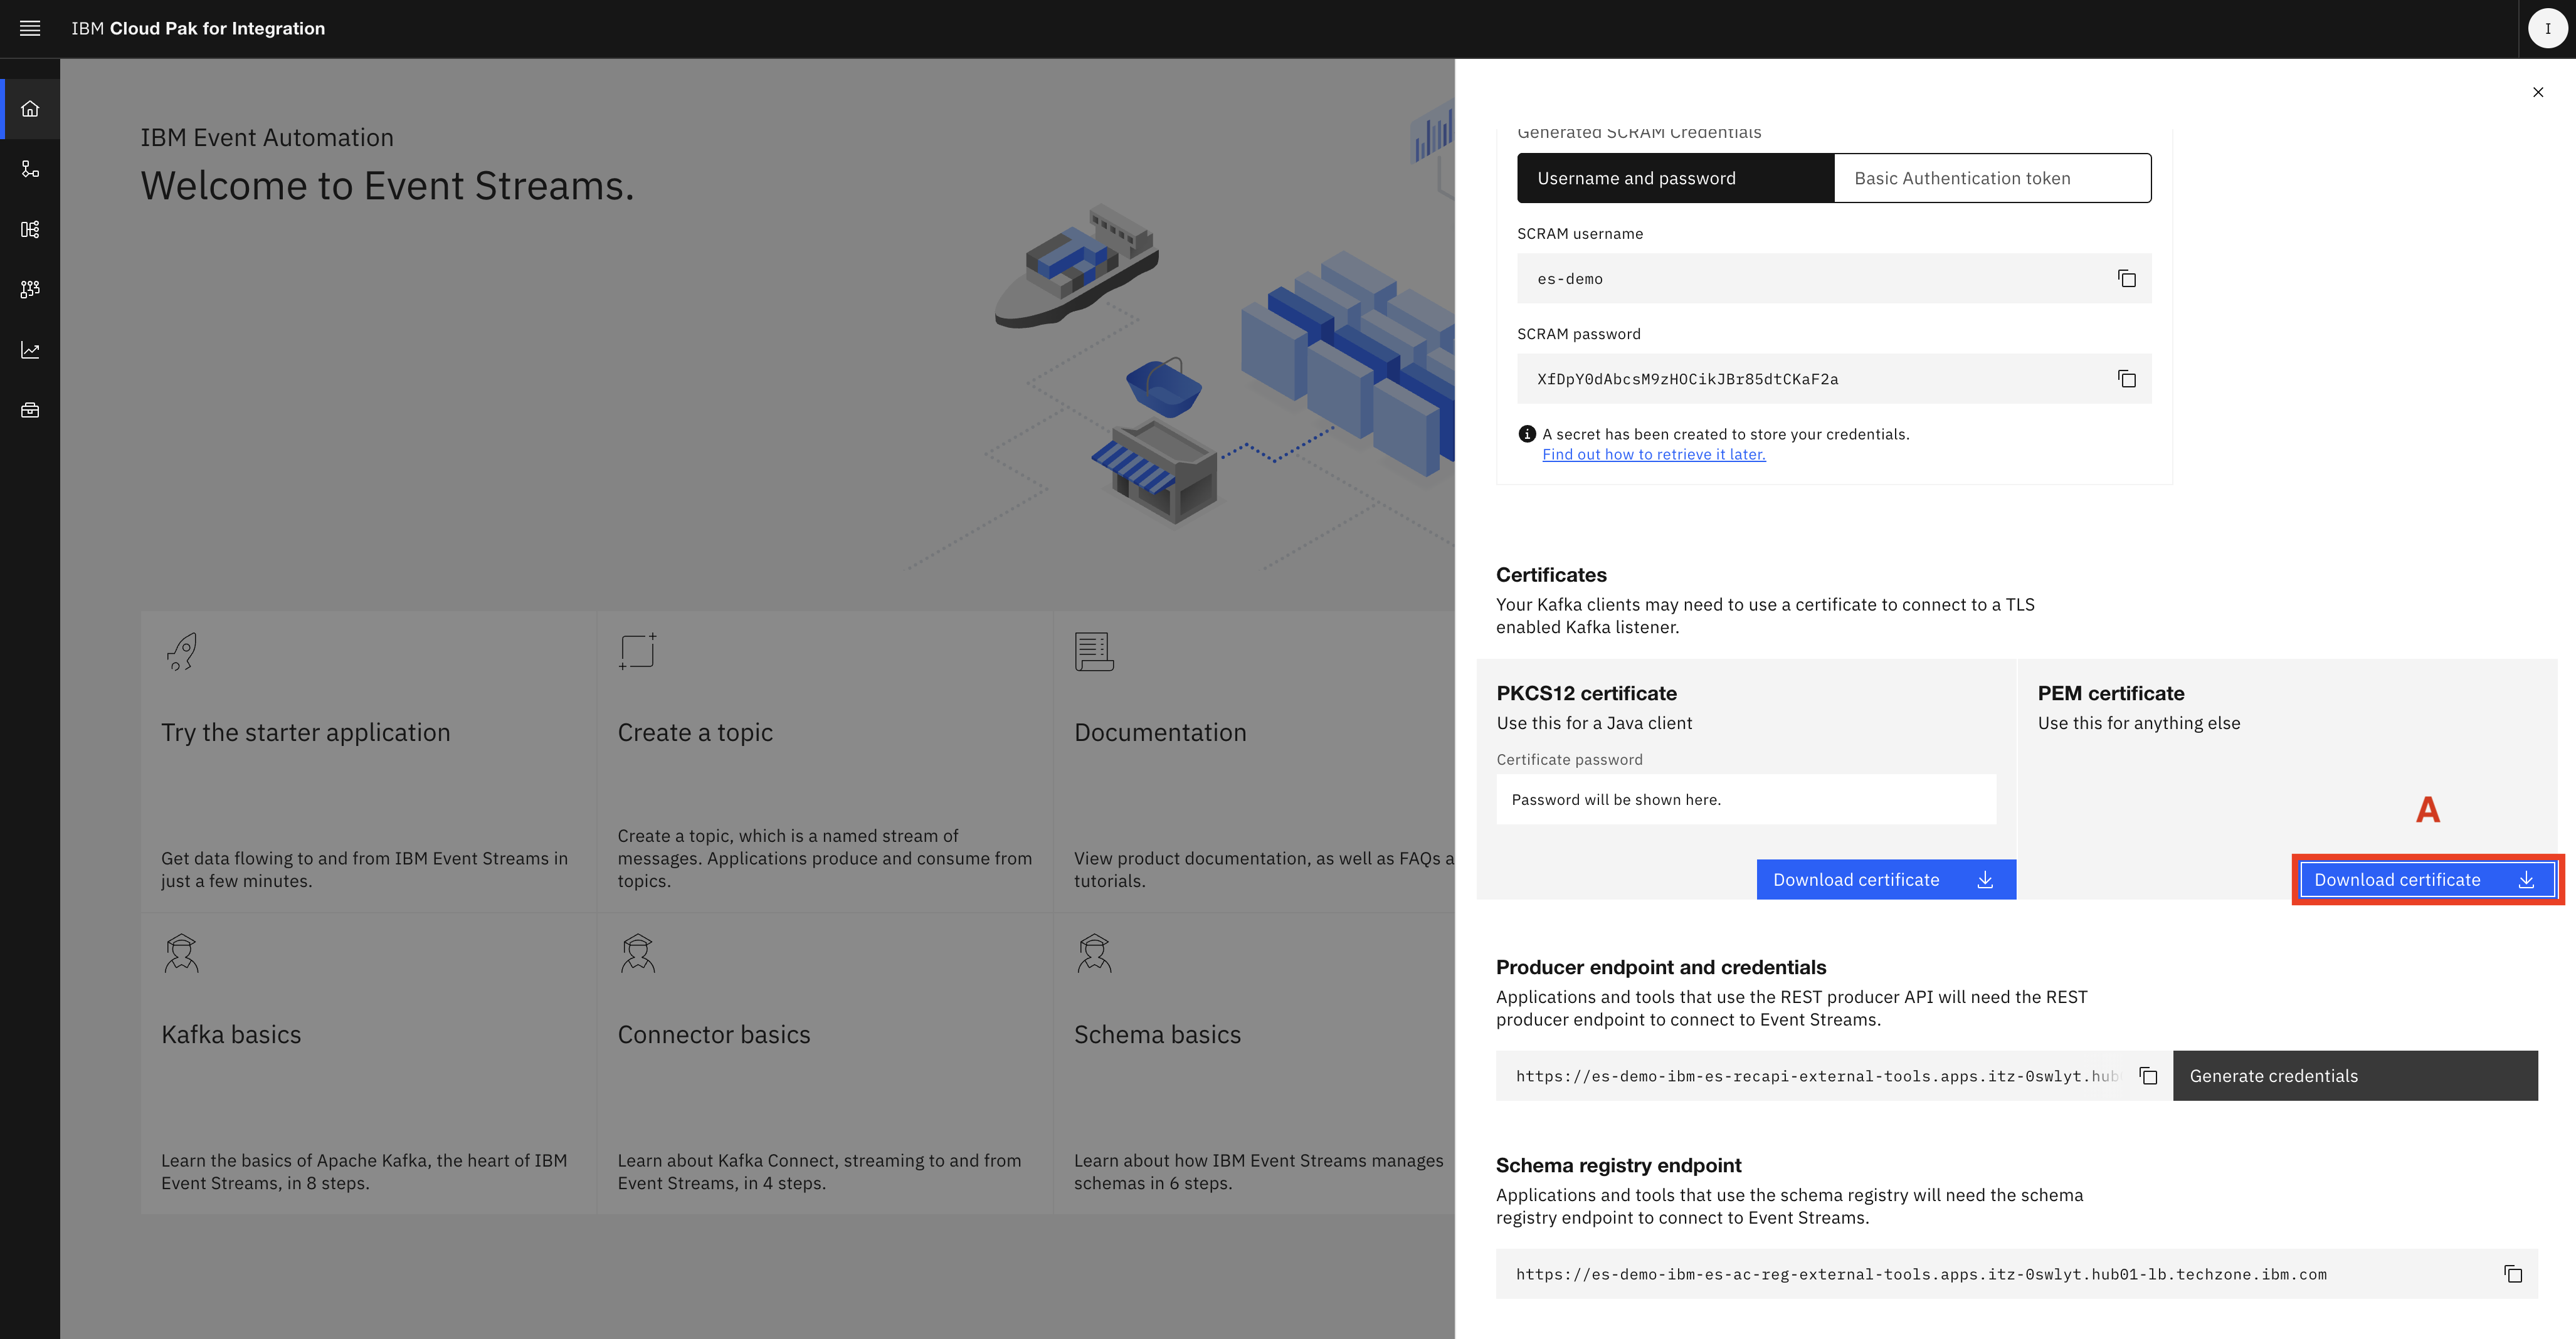 IBM Cloud Pak for Integration
I
IBM Event Automation
Welcome to Event Streams.
Try the starter application
Get data flowing to and from IBM Event Streams in
just a few minutes.
Create a topic
Create a topic, which is a named stream of
messages. Applications produce and consume from
topics.
Documentation
View product documentation, as well as FAQs a
tutorials.
Kafka basics
Learn the basics of Apache Kafka, the heart of IBM
Event Streams, in 8 steps.
Connector basics
Learn about Kafka Connect, streaming to and from
Event Streams, in 4 steps.
Schema basics
Learn about how IBM Event Streams manages
schemas in 6 steps.
Generated SCRAM Credentials
Username and password
Basic Authentication token
SCRAM username
es-demo
SCRAM password
XfDpY0dAbcsM9zHOCikJBr85dtCKaF2a
A secret has been created to store your credentials.
Find out how to retrieve it later.
Certificates
Your Kafka clients may need to use a certificate to connect to a TLS
enabled Kafka listener.
PKCS12 certificate
Use this for a Java client
Certificate password
Password will be shown here.
Download certificate
PEM certificate
Use this for anything else
A
Download certificate
Producer endpoint and credentials
Applications and tools that use the REST producer API will need the REST
producer endpoint to connect to Event Streams.
https://es-demo-ibm-es-recapi-external-tools.apps.itz-0swlyt.hub
Generate credentials
Schema registry endpoint
Applications and tools that use the schema registry will need the schema
registry endpoint to connect to Event Streams.
https://es-demo-ibm-es-ac-reg-external-tools.apps.itz-0swlyt.hub01-lb.techzone.ibm.com